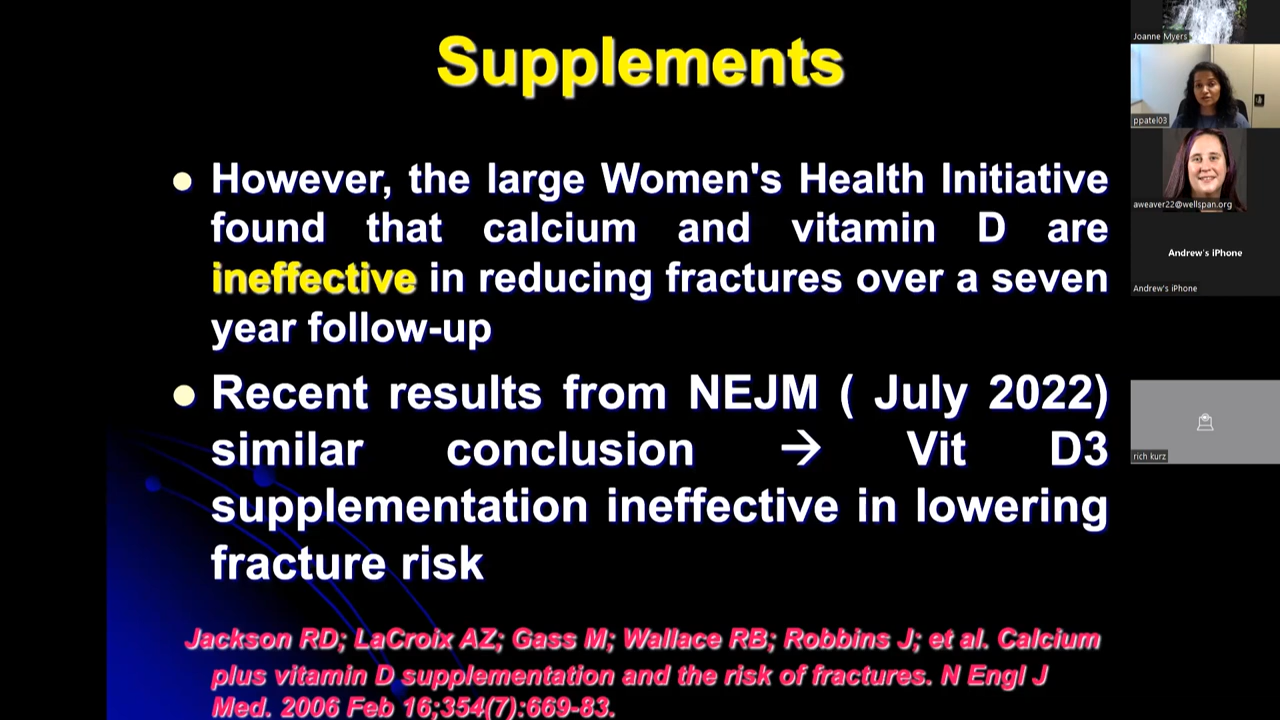 Supplements
However, the large Women's Health Initiative
found that calcium and vitamin D are
ineffective in reducing fractures over a seven
year follow-up
Recent results from NEJM ( July 2022)
similar conclusion → Vit D3
supplementation ineffective in lowering
fracture risk
Jackson RD; LaCroix AZ; Gass M; Wallace RB; Robbins J; et al. Calcium
plus vitamin D supplementation and the risk of fractures. N Engl J
Med. 2006 Feb 16;354(7):669-83.
Joanne Myers
ppatel03
aweaver22@wellspan.org
Andrew's iPhone
Andrew's iPhone
rich kurz